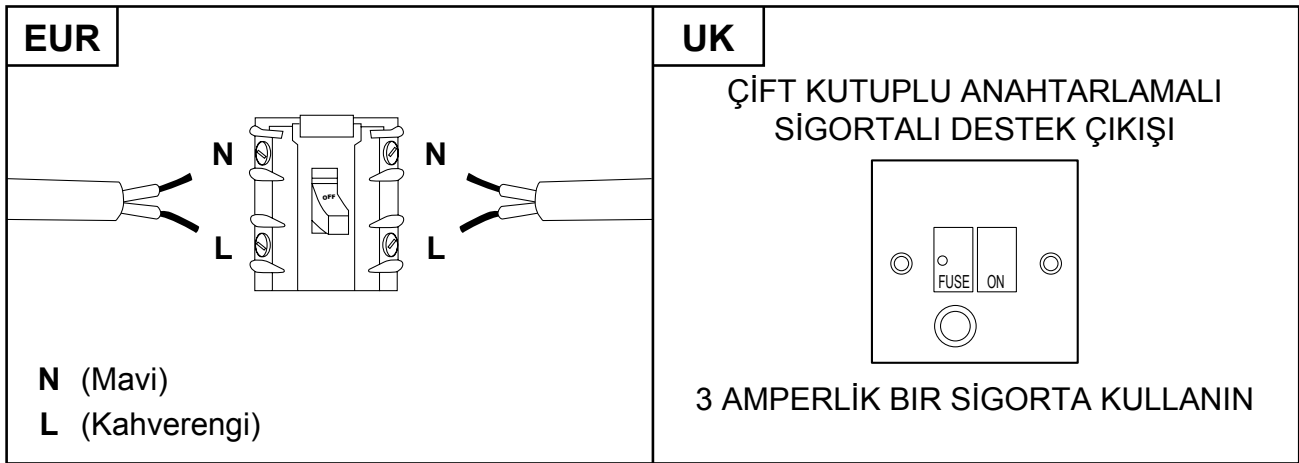 EUR
N
N
OFF
L
L
N (Mavi)
L (Kahverengi)
UK
ÇİFT KUTUPLU ANAHTARLAMALI
SİGORTALI DESTEK ÇIKIŞI
FUSE ON
3 AMPERLİK BIR SİGORTA KULLANIN